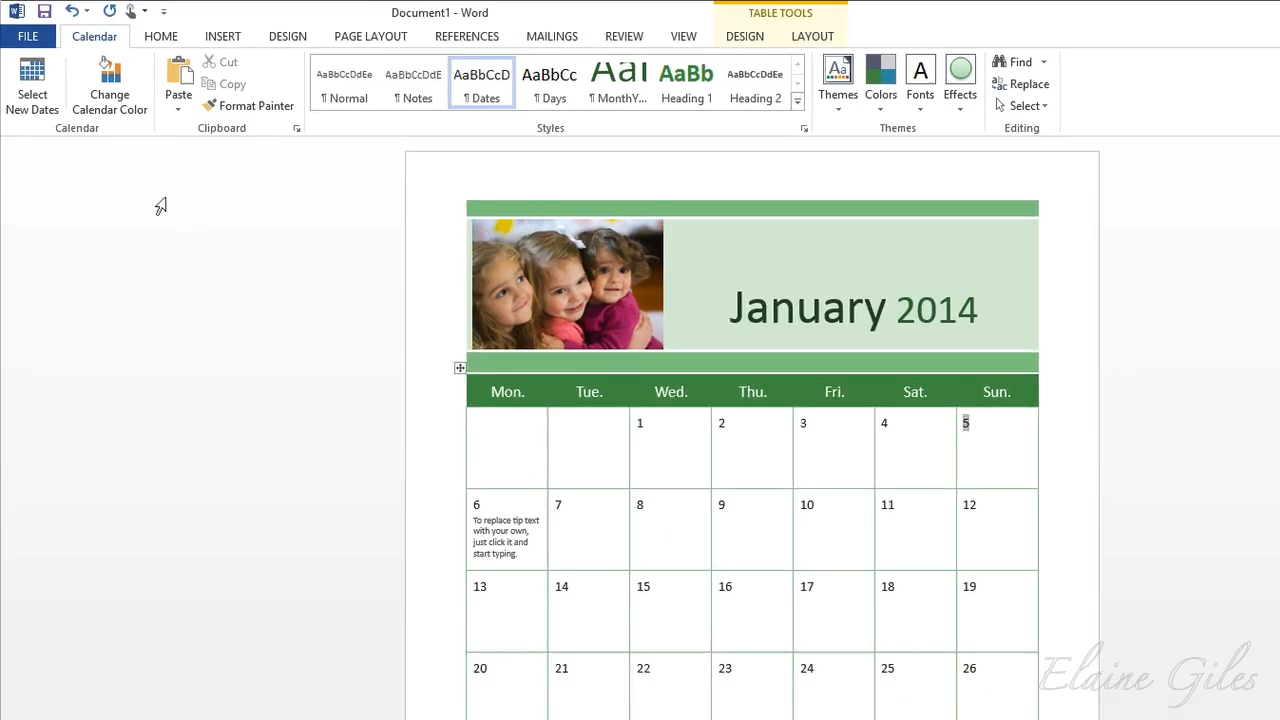 Document1 - Word
TABLE TOOLS
FILE Calendar HOME INSERT DESIGN PAGE LAYOUT REFERENCES MAILINGS REVIEW VIEW DESIGN LAYOUT
Select New Dates
Change Calendar Color
Calendar
Paste
Cut
Copy
Format Painter
Clipboard
AaBbCcDdEe AaBbCcDdE AaBbCcD AaBbCc AaBb AaBbCcDdEe
¶ Normal ¶ Notes ¶ Dates ¶ Days ¶ MonthY... Heading 1 Heading 2
Styles
Themes Colors Fonts Effects
Themes
Find
Replace
Select
Editing
January 2014
Mon. Tue. Wed. Thu. Fri. Sat. Sun.
1 2 3 4 5
6 7 8 9 10 11 12
To replace tip text
with your own,
just click it and
start typing.
13 14 15 16 17 18 19
20 21 22 23 24 25 26
Elaine Giles